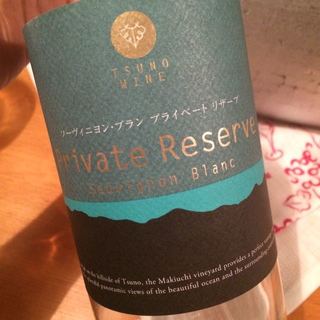 TSUNO
WINE
ソーヴィニヨン・ブラン プライベート リザーブ
Private Reserve
Sauvignon Blanc
on the hillside of Tsuno, the Makiuchi vineyard provides a perfect
panoramic views of the beautiful ocean and the surrounding